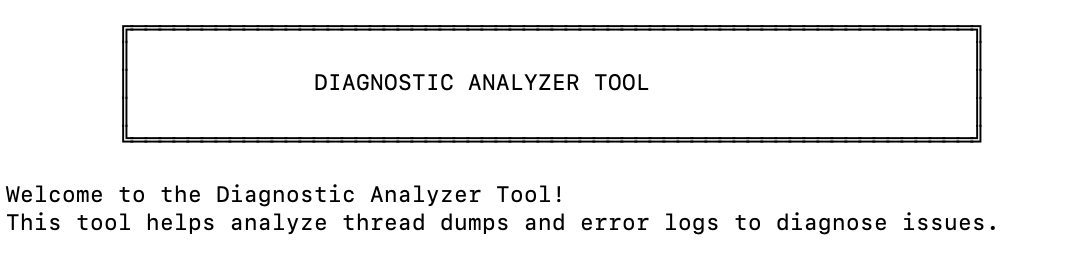 DIAGNOSTIC ANALYZER TOOL
Welcome to the Diagnostic Analyzer Tool!
This tool helps analyze thread dumps and error logs to diagnose issues.